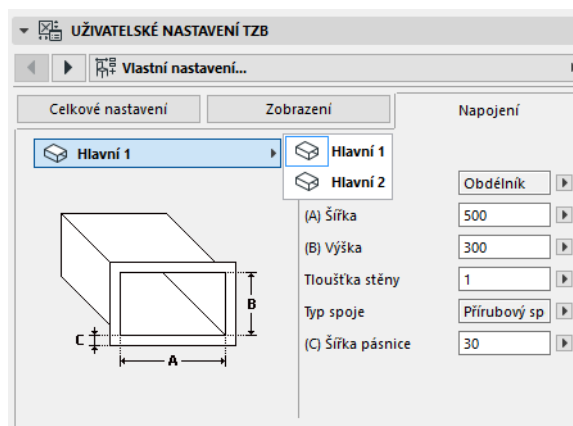 UŽIVATELSKÉ NASTAVENÍ TZB
Vlastní nastavení...
Celkové nastavení
Zobrazení
Napojení
Hlavní 1
Hlavní 1
Hlavní 2
Obdélník
(A) Šířka
500
(B) Výška
300
Tloušťka stěny
1
Typ spoje
Přírubový sp
(C) Šířka pásnice
30
B
C
A